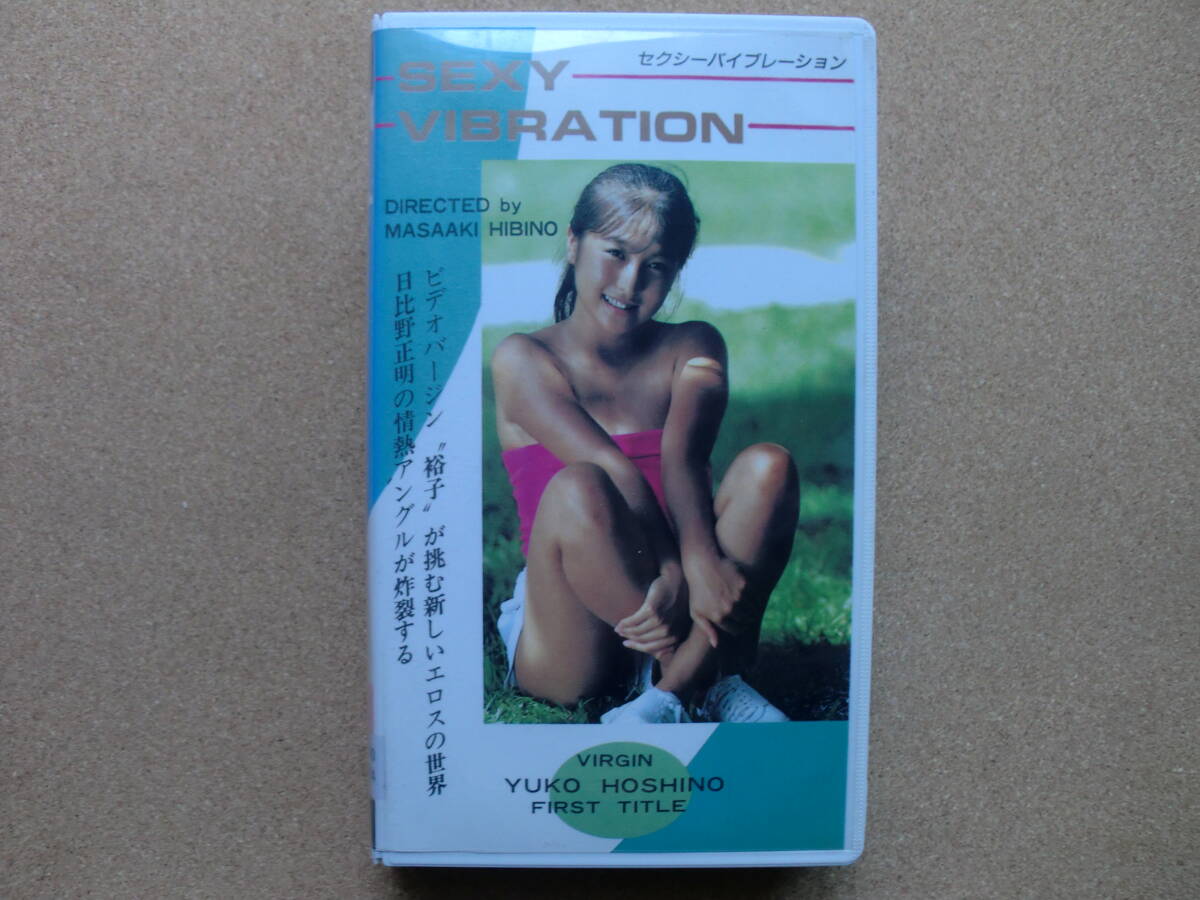 セクシーバイブレーション
SEXY
VIBRATION
DIRECTED by
MASAAKI HIBINO
ビデオバージン〝裕子〟が挑む新しいエロスの世界
日比野正明の情熱アングルが炸裂する
VIRGIN
YUKO HOSHINO
FIRST TITLE